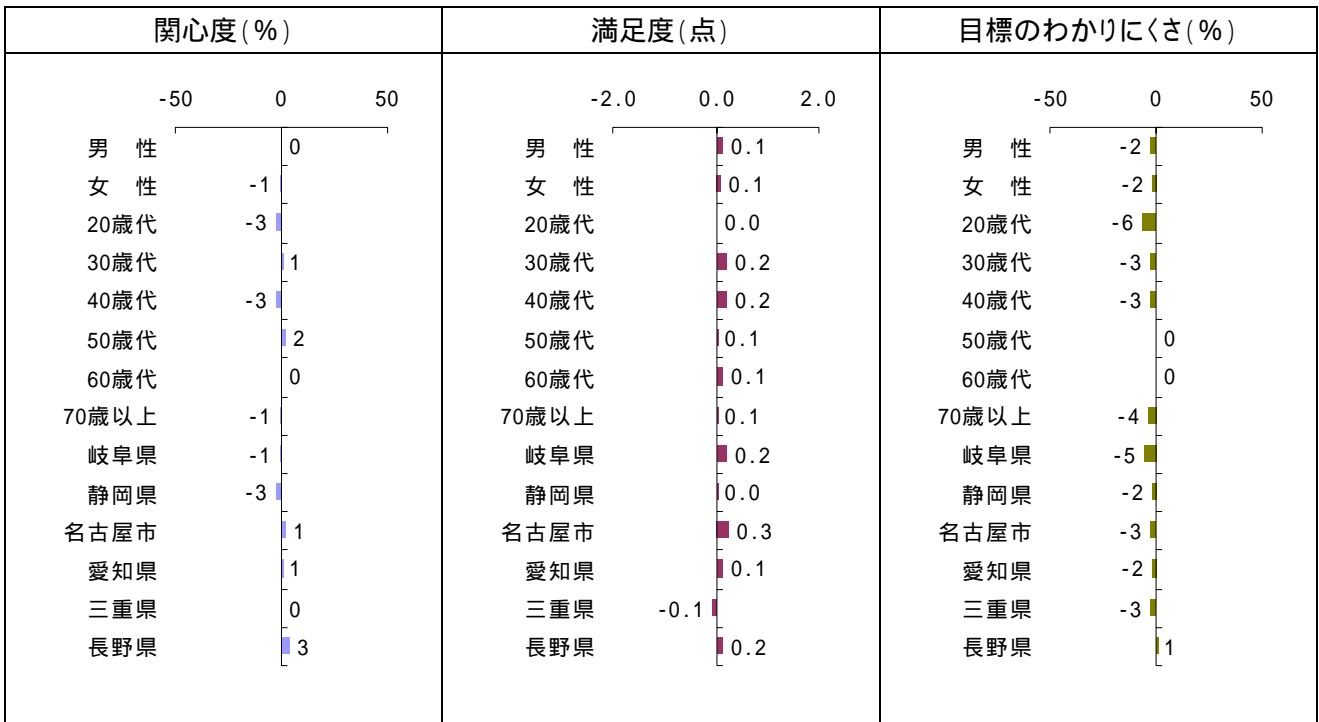 関心度(%) 満足度(点) 目標のわかりにくさ(%)
-50 0 50 -2.0 0.0 2.0 -50 0 50
男 性 0 男 性 0.1 男 性 -2
女 性 -1 女 性 0.1 女 性 -2
20歳代 -3 20歳代 0.0 20歳代 -6
30歳代 1 30歳代 0.2 30歳代 -3
40歳代 -3 40歳代 0.2 40歳代 -3
50歳代 2 50歳代 0.1 50歳代 0
60歳代 0 60歳代 0.1 60歳代 0
70歳以上 -1 70歳以上 0.1 70歳以上 -4
岐阜県 -1 岐阜県 0.2 岐阜県 -5
静岡県 -3 静岡県 0.0 静岡県 -2
名古屋市 1 名古屋市 0.3 名古屋市 -3
愛知県 1 愛知県 0.1 愛知県 -2
三重県 0 三重県 -0.1 三重県 -3
長野県 3 長野県 0.2 長野県 1